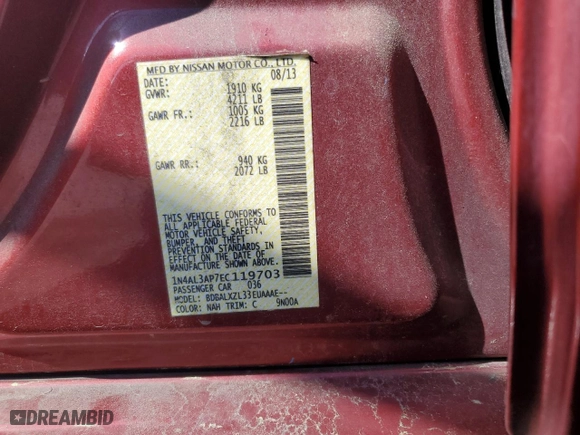 MFD BY NISSAN MOTOR CO., LTD.
DATE: 08/13
GVWR: 1910 KG
4211 LB
GAWR FR.: 1005 KG
2216 LB
GAWR RR.: 940 KG
2072 LB
THIS VEHICLE CONFORMS TO
ALL APPLICABLE FEDERAL
MOTOR VEHICLE SAFETY,
BUMPER, AND THEFT
PREVENTION STANDARDS
IN EFFECT ON THE DATE OF
MANUFACTURE SHOWN ABOVE.
1N4AL3AP7EC119703
PASSENGER CAR 036
MODEL: BDBALXZL33EUAAAE--
COLOR: NAH TRIM: C 9N00A
DREAMBID